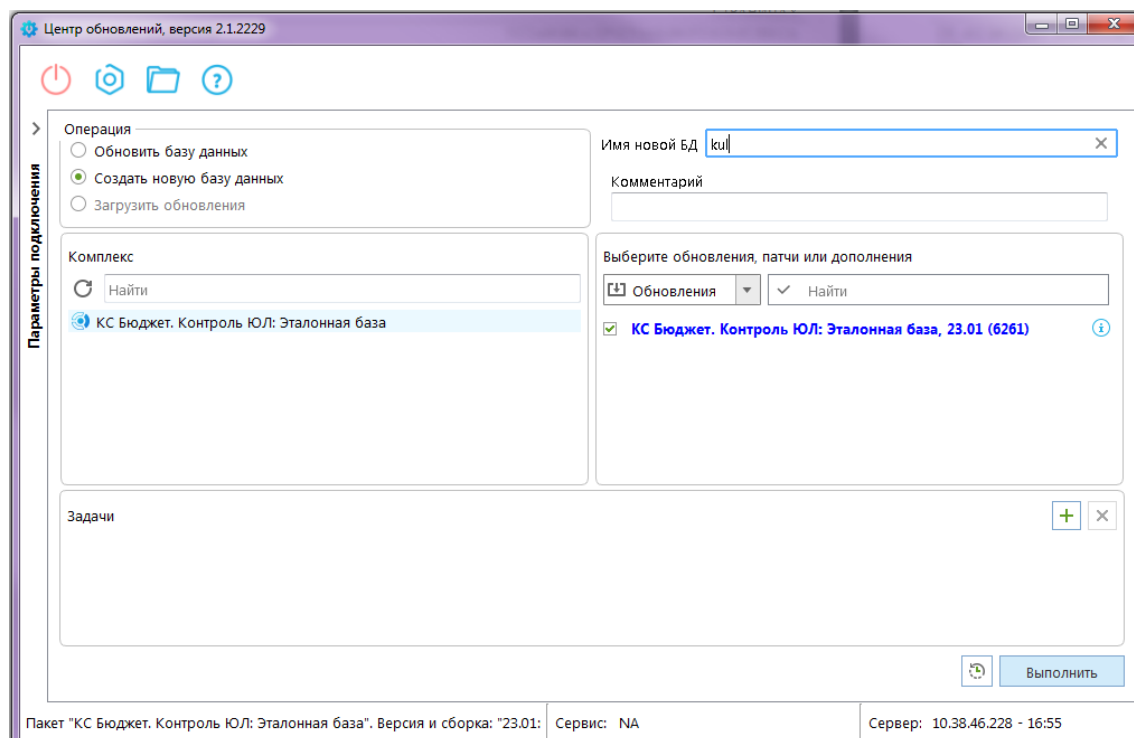 Центр обновлений, версия 2.1.2229
Операция
Обновить базу данных
Создать новую базу данных
Загрузить обновления
Имя новой БД kul
Комментарий
Параметры подключения
Комплекс
Найти
КС Бюджет. Контроль ЮЛ: Эталонная база
Выберите обновления, патчи или дополнения
Обновления
Найти
КС Бюджет. Контроль ЮЛ: Эталонная база, 23.01 (6261)
Задачи
Выполнить
Пакет "КС Бюджет. Контроль ЮЛ: Эталонная база". Версия и сборка: "23.01:
Сервис: NA
Сервер: 10.38.46.228 - 16:55